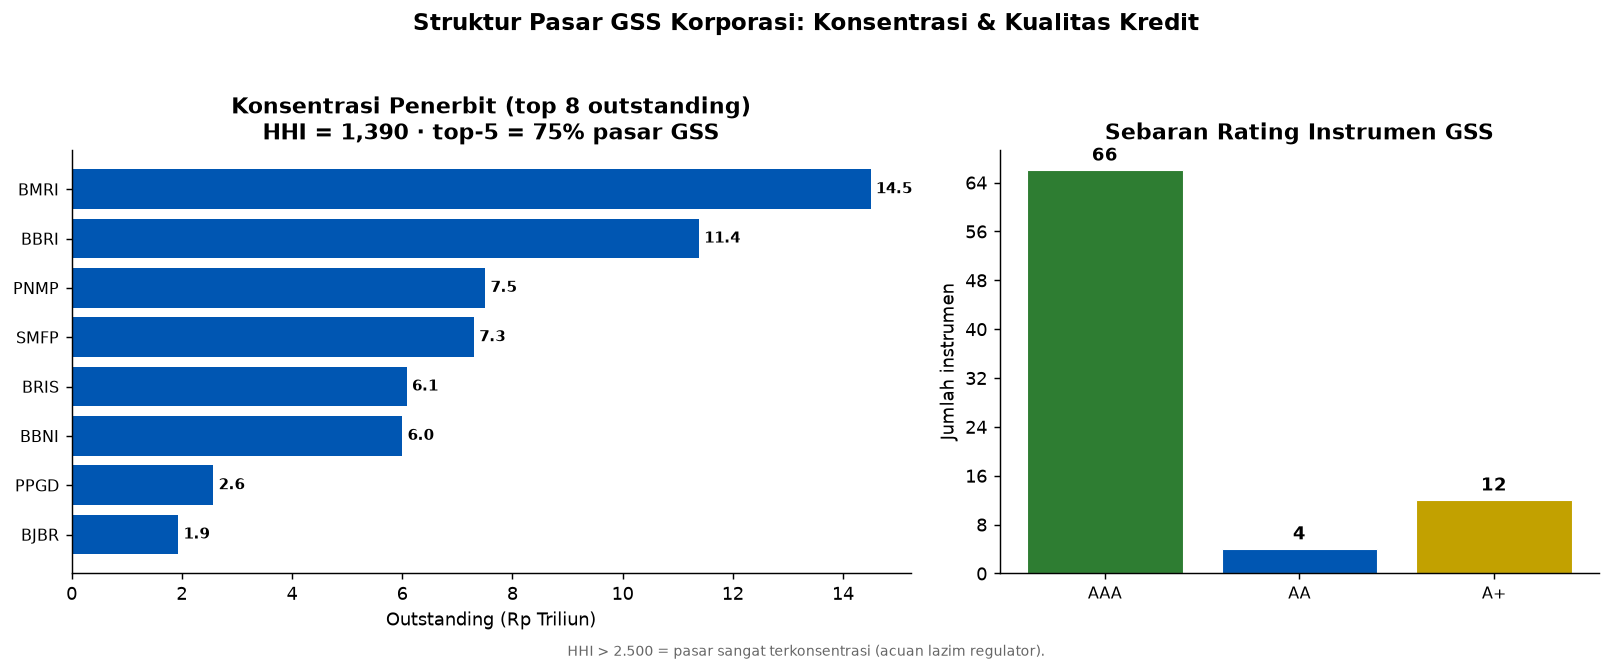 Struktur Pasar GSS Korporasi: Konsentrasi & Kualitas Kredit
Konsentrasi Penerbit (top 8 outstanding)
HHI = 1,390 · top-5 = 75% pasar GSS
BMRI
14.5
BBRI
11.4
PNMP
7.5
SMFP
7.3
BRIS
6.1
BBNI
6.0
PPGD
2.6
BJBR
1.9
0 2 4 6 8 10 12 14
Outstanding (Rp Triliun)
Sebaran Rating Instrumen GSS
Jumlah instrumen
64
56
48
40
32
24
16
8
0
66
4
12
AAA AA A+
HHI > 2.500 = pasar sangat terkonsentrasi (acuan lazim regulator).